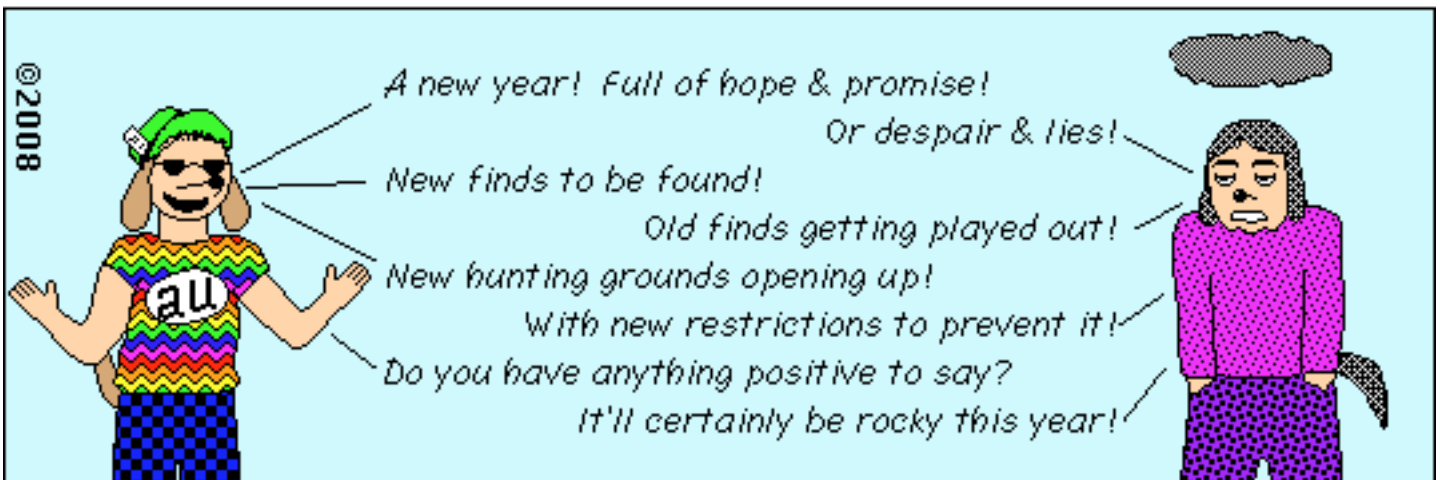 ©2008
A new year! Full of hope & promise!
Or despair & lies!
New finds to be found!
Old finds getting played out!
au
New hunting grounds opening up!
With new restrictions to prevent it!
Do you have anything positive to say?
It'll certainly be rocky this year!